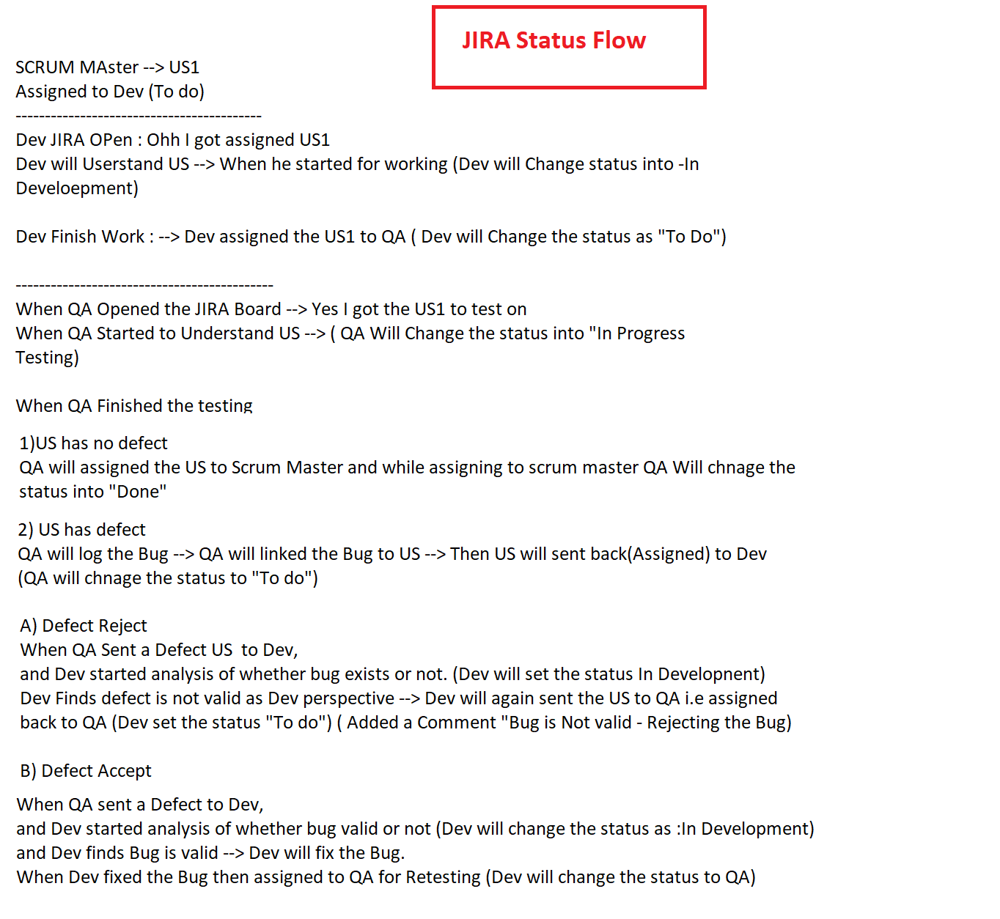 JIRA Status Flow
SCRUM MAster --> US1
Assigned to Dev (To do)
------------------------------------------
Dev JIRA OPen : Ohh I got assigned US1
Dev will Userstand US --> When he started for working (Dev will Change status into -In
Develoepment)
Dev Finish Work : --> Dev assigned the US1 to QA ( Dev will Change the status as "To Do")
--------------------------------------------
When QA Opened the JIRA Board --> Yes I got the US1 to test on
When QA Started to Understand US --> ( QA Will Change the status into "In Progress
Testing)
When QA Finished the testing
1)US has no defect
QA will assigned the US to Scrum Master and while assigning to scrum master QA Will chnage the
status into "Done"
2) US has defect
QA will log the Bug --> QA will linked the Bug to US --> Then US will sent back(Assigned) to Dev
(QA will chnage the status to "To do")
A) Defect Reject
When QA Sent a Defect US  to Dev,
and Dev started analysis of whether bug exists or not. (Dev will set the status In Developnent)
Dev Finds defect is not valid as Dev perspective --> Dev will again sent the US to QA i.e assigned
back to QA (Dev set the status "To do") ( Added a Comment "Bug is Not valid - Rejecting the Bug)
B) Defect Accept
When QA sent a Defect to Dev,
and Dev started analysis of whether bug valid or not (Dev will change the status as :In Development)
and Dev finds Bug is valid --> Dev will fix the Bug.
When Dev fixed the Bug then assigned to QA for Retesting (Dev will change the status to QA)